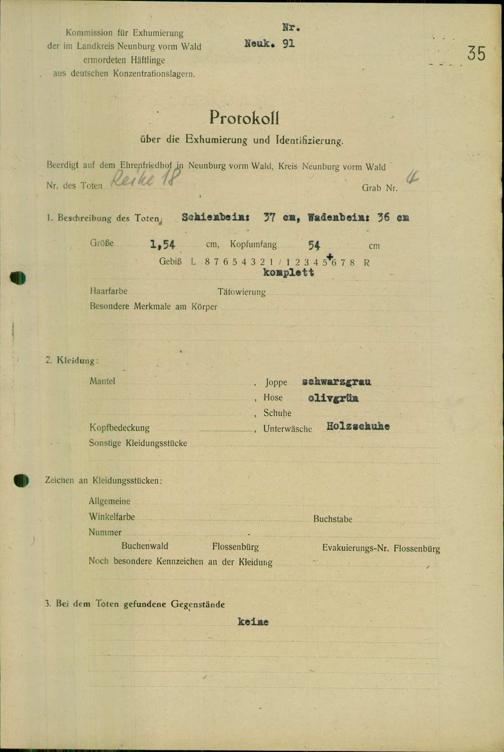 Nr.
Kommission für Exhumierung
der im Landkreis Neunburg vorm Wald
ermordeten Häftlinge
aus deutschen Konzentrationslagern.
Neuk. 91
35
Protokoll
über die Exhumierung und Identifizierung.
Beerdigt auf dem Ehrenfriedhof in Neunburg vorm Wald, Kreis Neunburg vorm Wald
Nr. des Toten Reihe 18 Grab Nr. 4
1. Beschreibung des Toten: Schienbein: 37 cm, Wadenbein: 36 cm
Größe 1,54 cm, Kopfumfang 54 cm
Gebiß L 8 7 6 5 4 3 2 1 / 1 2 3 4 5 + 6 7 8 R
komplett
Haarfarbe Tätowierung
Besondere Merkmale am Körper
2. Kleidung:
Mantel , Joppe schwarzgrau
, Hose olivgrün
, Schuhe
Kopfbedeckung , Unterwäsche Holzschuhe
Sonstige Kleidungsstücke
Zeichen an Kleidungsstücken:
Allgemeine
Winkelfarbe Buchstabe
Nummer
Buchenwald Flossenbürg Evakuierungs-Nr. Flossenbürg
Noch besondere Kennzeichen an der Kleidung
3. Bei dem Toten gefundene Gegenstände
keine